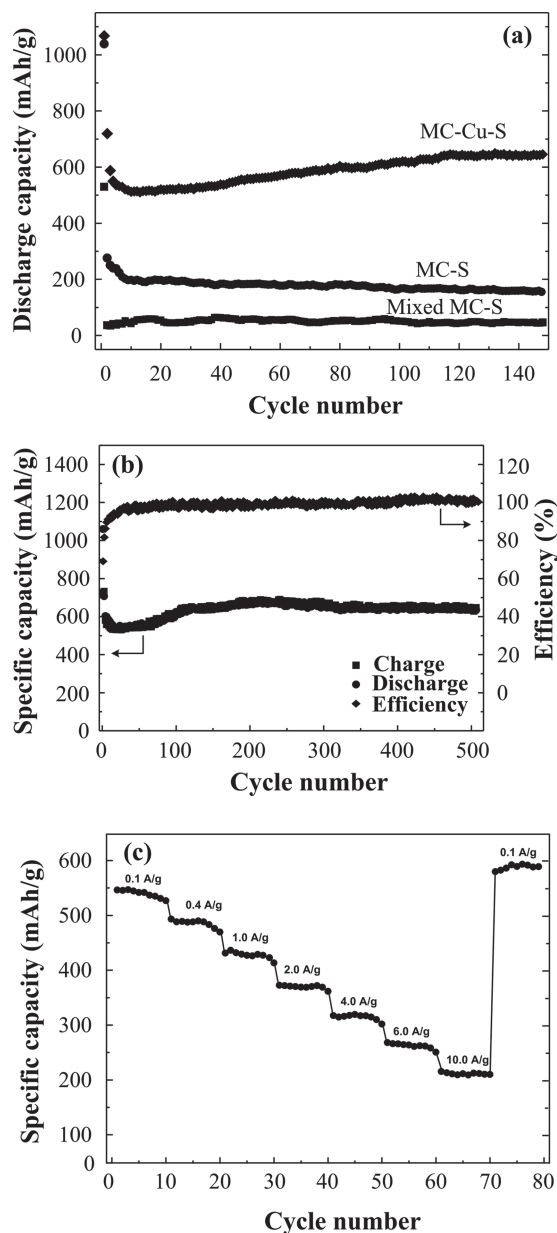 (a)
Discharge capacity (mAh/g)
1000
800
600
400
200
0
MC-Cu-S
MC-S
Mixed MC-S
0 20 40 60 80 100 120 140
Cycle number
(b)
Specific capacity (mAh/g)
1400
1200
1000
800
600
400
200
0
120
100
80
60
40
20
0
Efficiency (%)
Charge
Discharge
Efficiency
0 100 200 300 400 500
Cycle number
(c)
Specific capacity (mAh/g)
600
500
400
300
200
100
0
0.1 A/g
0.4 A/g
1.0 A/g
2.0 A/g
4.0 A/g
6.0 A/g
10.0 A/g
0.1 A/g
0 10 20 30 40 50 60 70 80
Cycle number